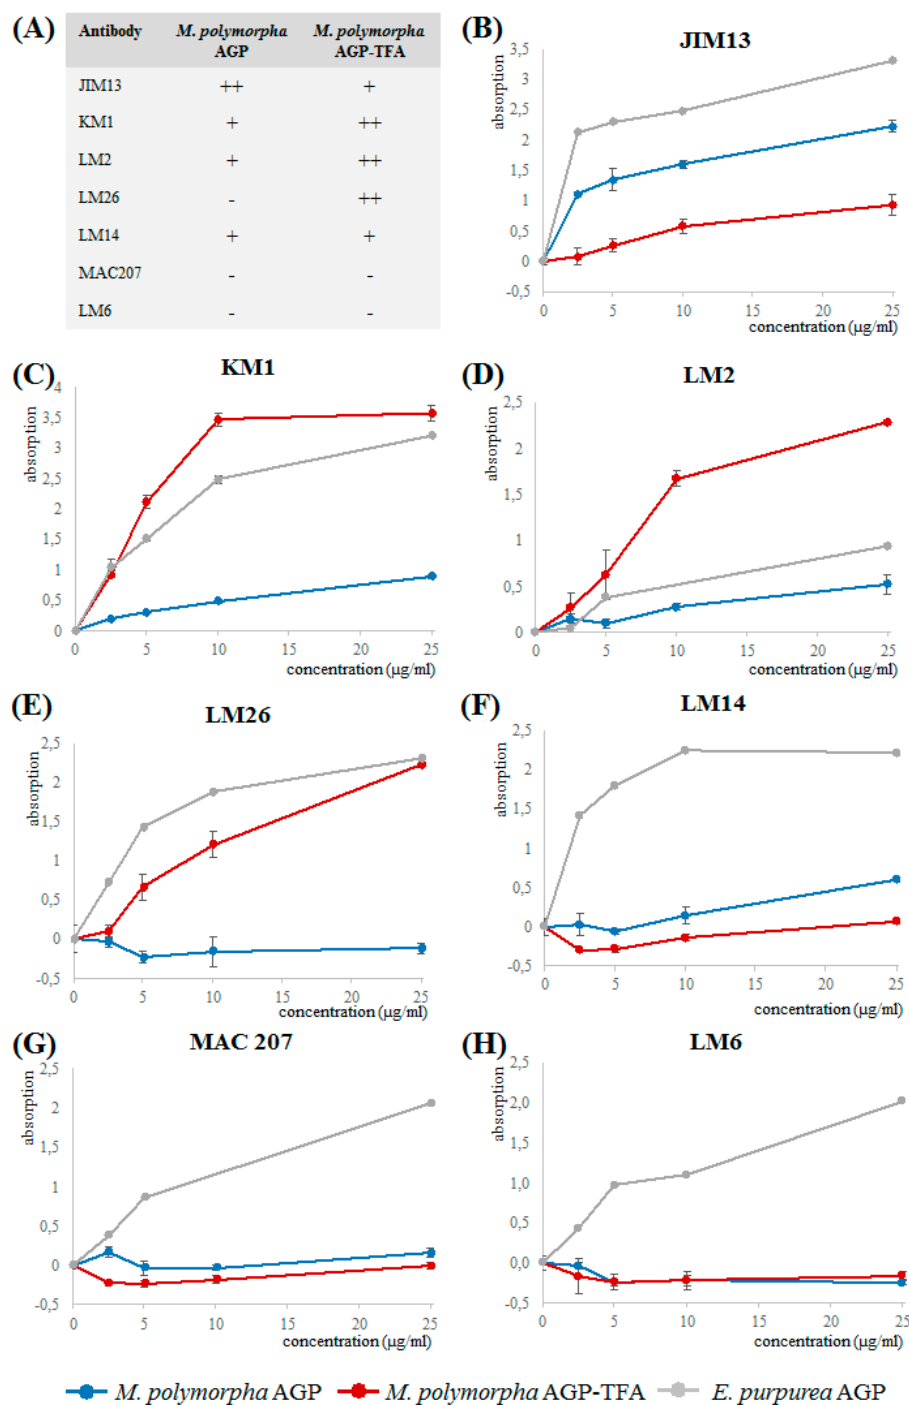 (A)
Antibody M. polymorpha M. polymorpha
AGP AGP-TFA
JIM13 ++ +
KM1 + ++
LM2 + ++
LM26 - ++
LM14 + +
MAC207 - -
LM6 - -
(B)
JIM13
absorption
3,5
3
2,5
2
1,5
1
0,5
0
-0,5
0 5 10 15 20 25
concentration (µg/ml)
(C)
KM1
absorption
4
3,5
3
2,5
2
1,5
1
0,5
0
0 5 10 15 20 25
concentration (µg/ml)
(D)
LM2
absorption
2,5
2
1,5
1
0,5
0
0 5 10 15 20 25
concentration (µg/ml)
(E)
LM26
absorption
2,5
2
1,5
1
0,5
0
-0,5
0 5 10 15 20 25
concentration (µg/ml)
(F)
LM14
absorption
2,5
2
1,5
1
0,5
0
-0,5
0 5 10 15 20 25
concentration (µg/ml)
(G)
MAC 207
absorption
2,5
2
1,5
1
0,5
0
-0,5
0 5 10 15 20 25
concentration (µg/ml)
(H)
LM6
absorption
2,5
2,0
1,5
1,0
0,5
0,0
-0,5
0 5 10 15 20 25
concentration (µg/ml)
M. polymorpha AGP M. polymorpha AGP-TFA E. purpurea AGP